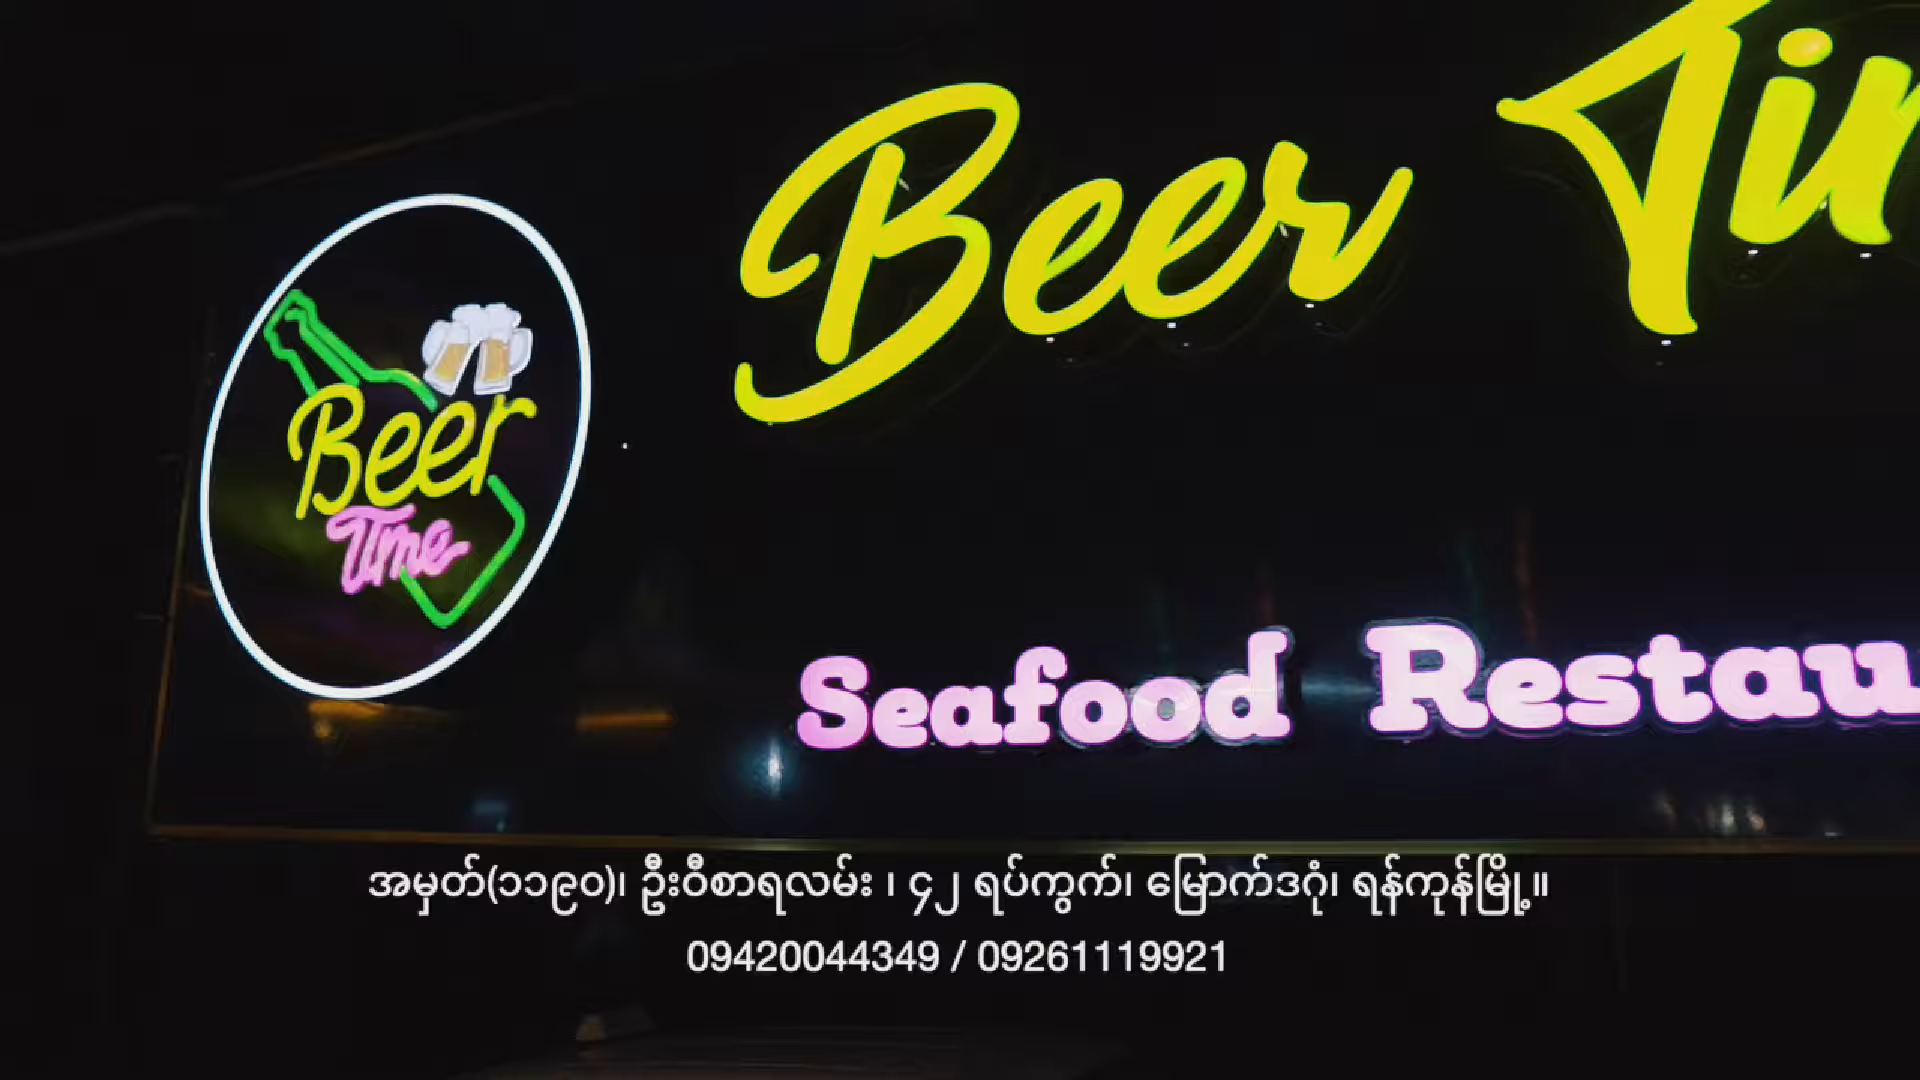 Beer Tim
Beer
Time
Seafood Restau
အမှတ်(၁၁၉၀)၊ ဦးဝိစာရလမ်း ၊ ၄၂ ရပ်ကွက်၊ မြောက်ဒဂုံ၊ ရန်ကုန်မြို့။
09420044349 / 09261119921